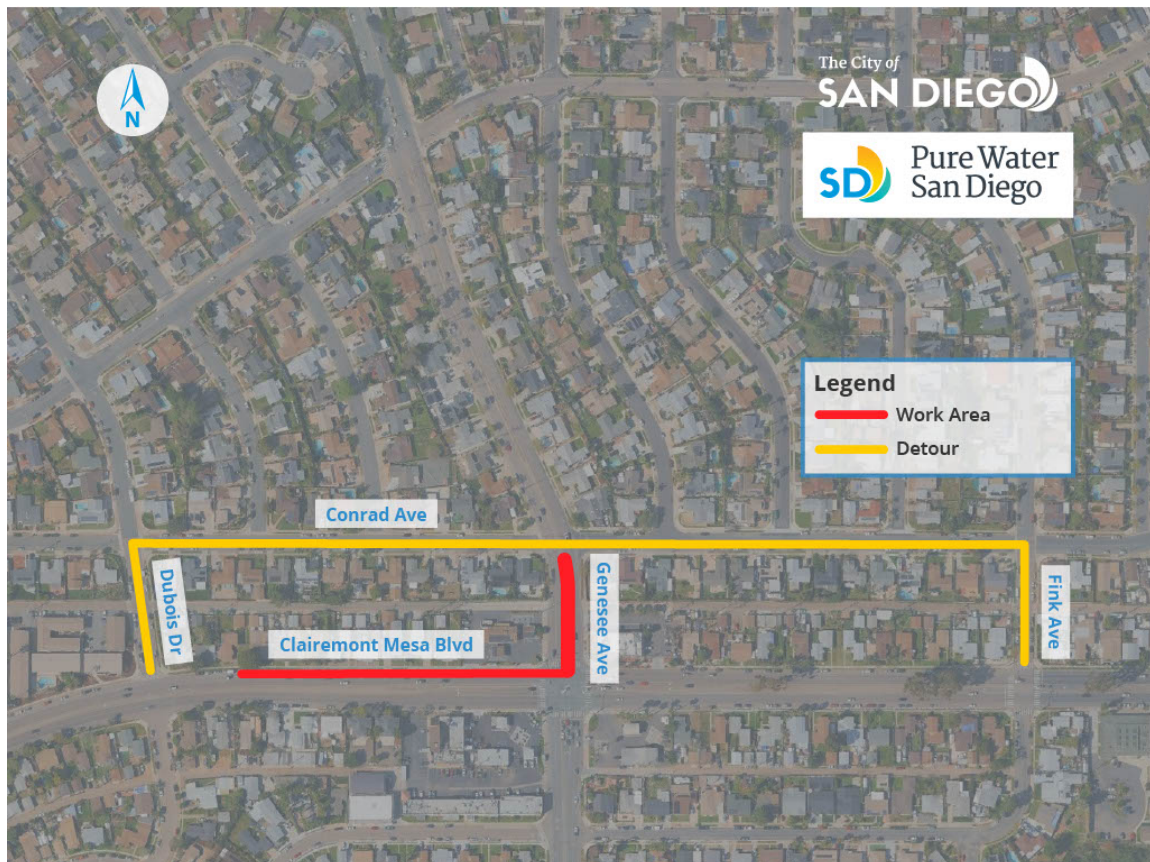 N
The City of
SAN DIEGO
SD
Pure Water
San Diego
Legend
Work Area
Detour
Conrad Ave
Dubois Dr
Clairemont Mesa Blvd
Genesee Ave
Fink Ave